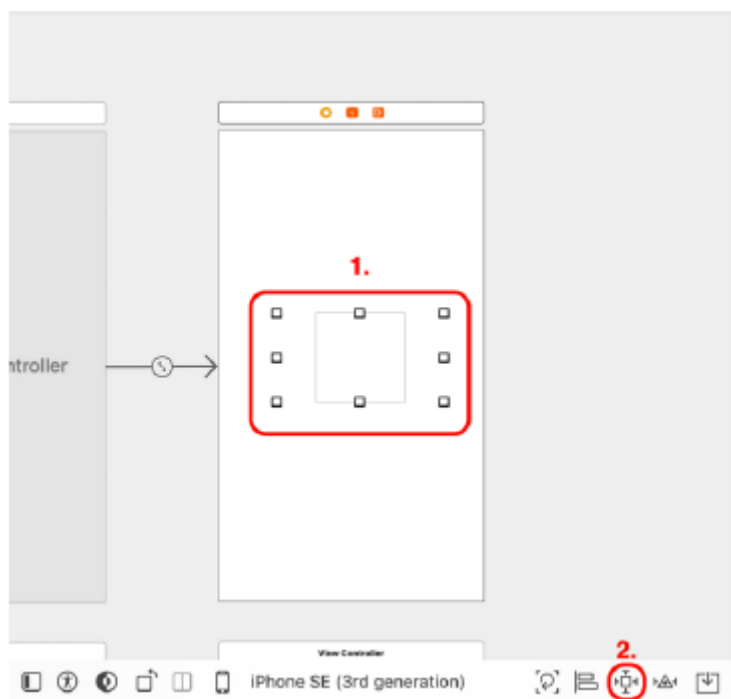 1.
ntroller
2.
View Controller
iPhone SE (3rd generation)